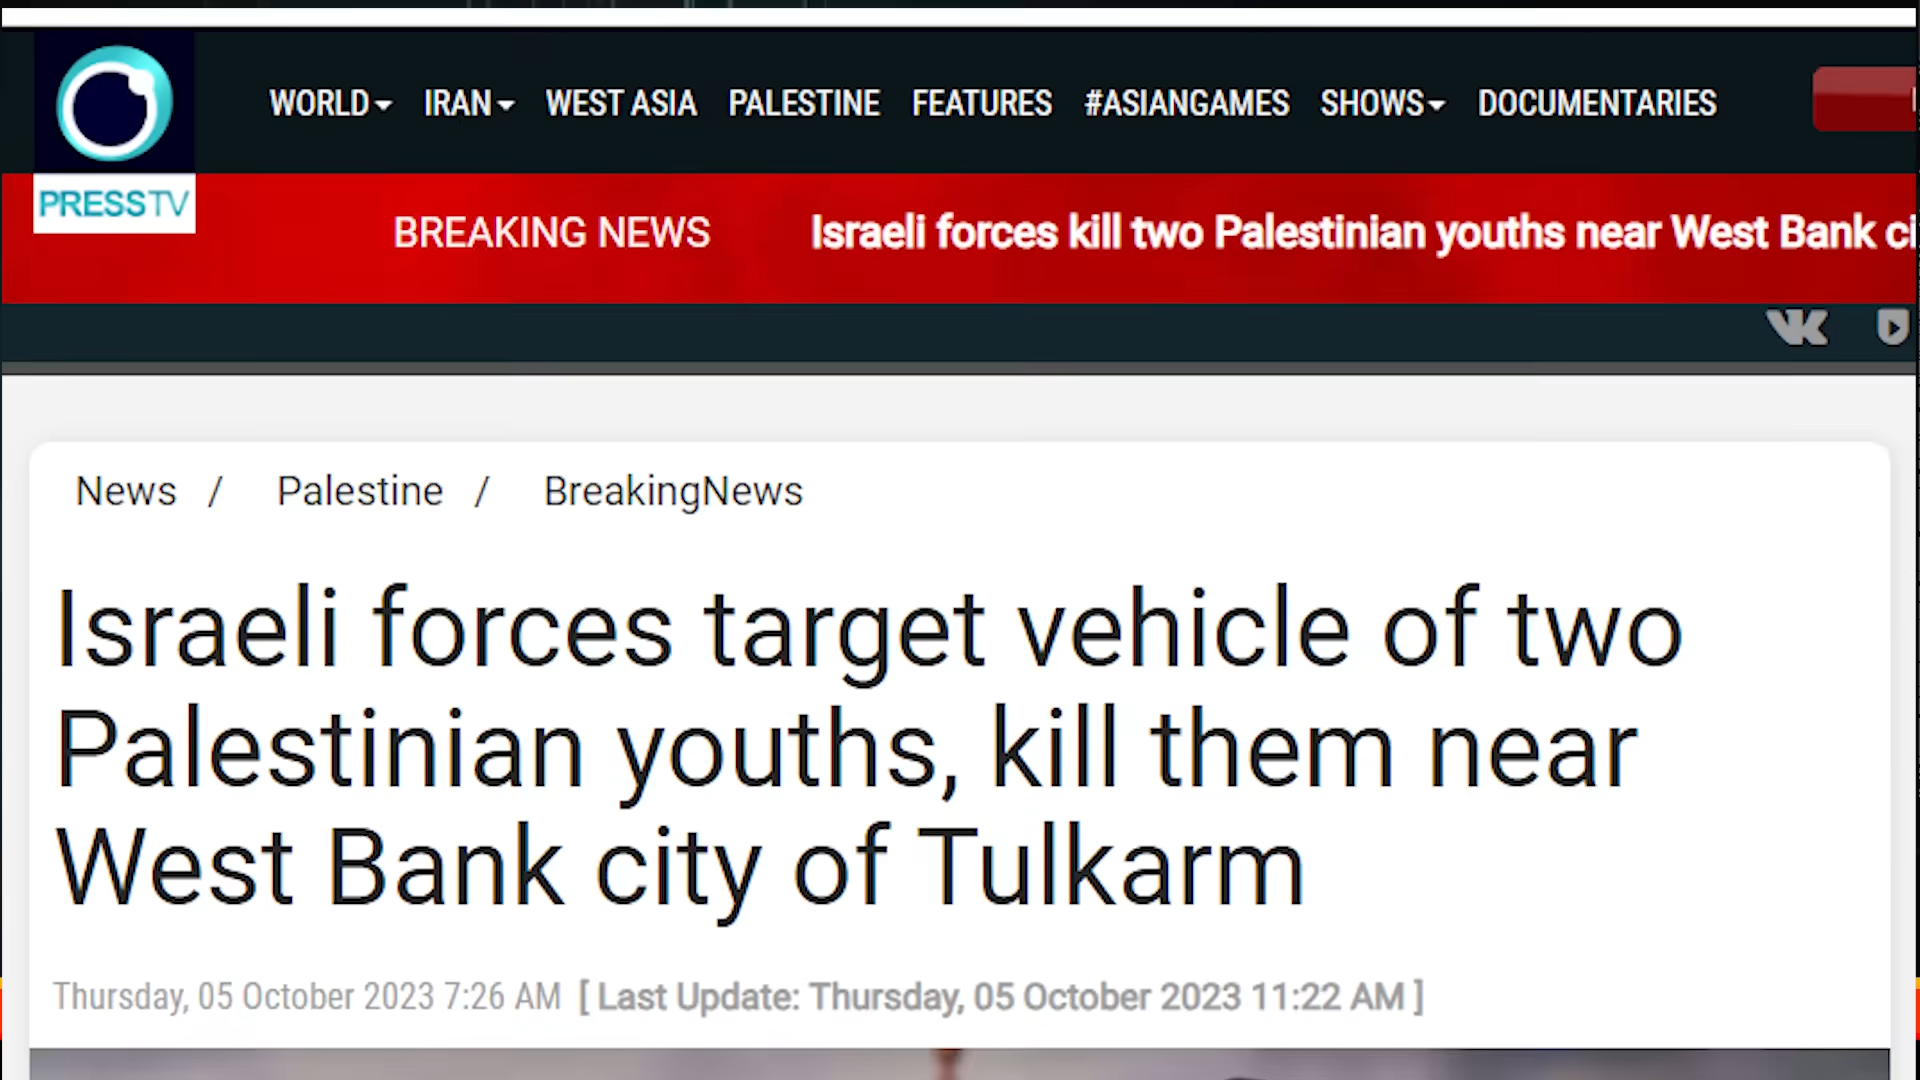 WORLD IRAN WEST ASIA PALESTINE FEATURES #ASIANGAMES SHOWS DOCUMENTARIES
PRESSTV
BREAKING NEWS Israeli forces kill two Palestinian youths near West Bank
News / Palestine / BreakingNews
Israeli forces target vehicle of two
Palestinian youths, kill them near
West Bank city of Tulkarm
Thursday, 05 October 2023 7:26 AM [ Last Update: Thursday, 05 October 2023 11:22 AM ]